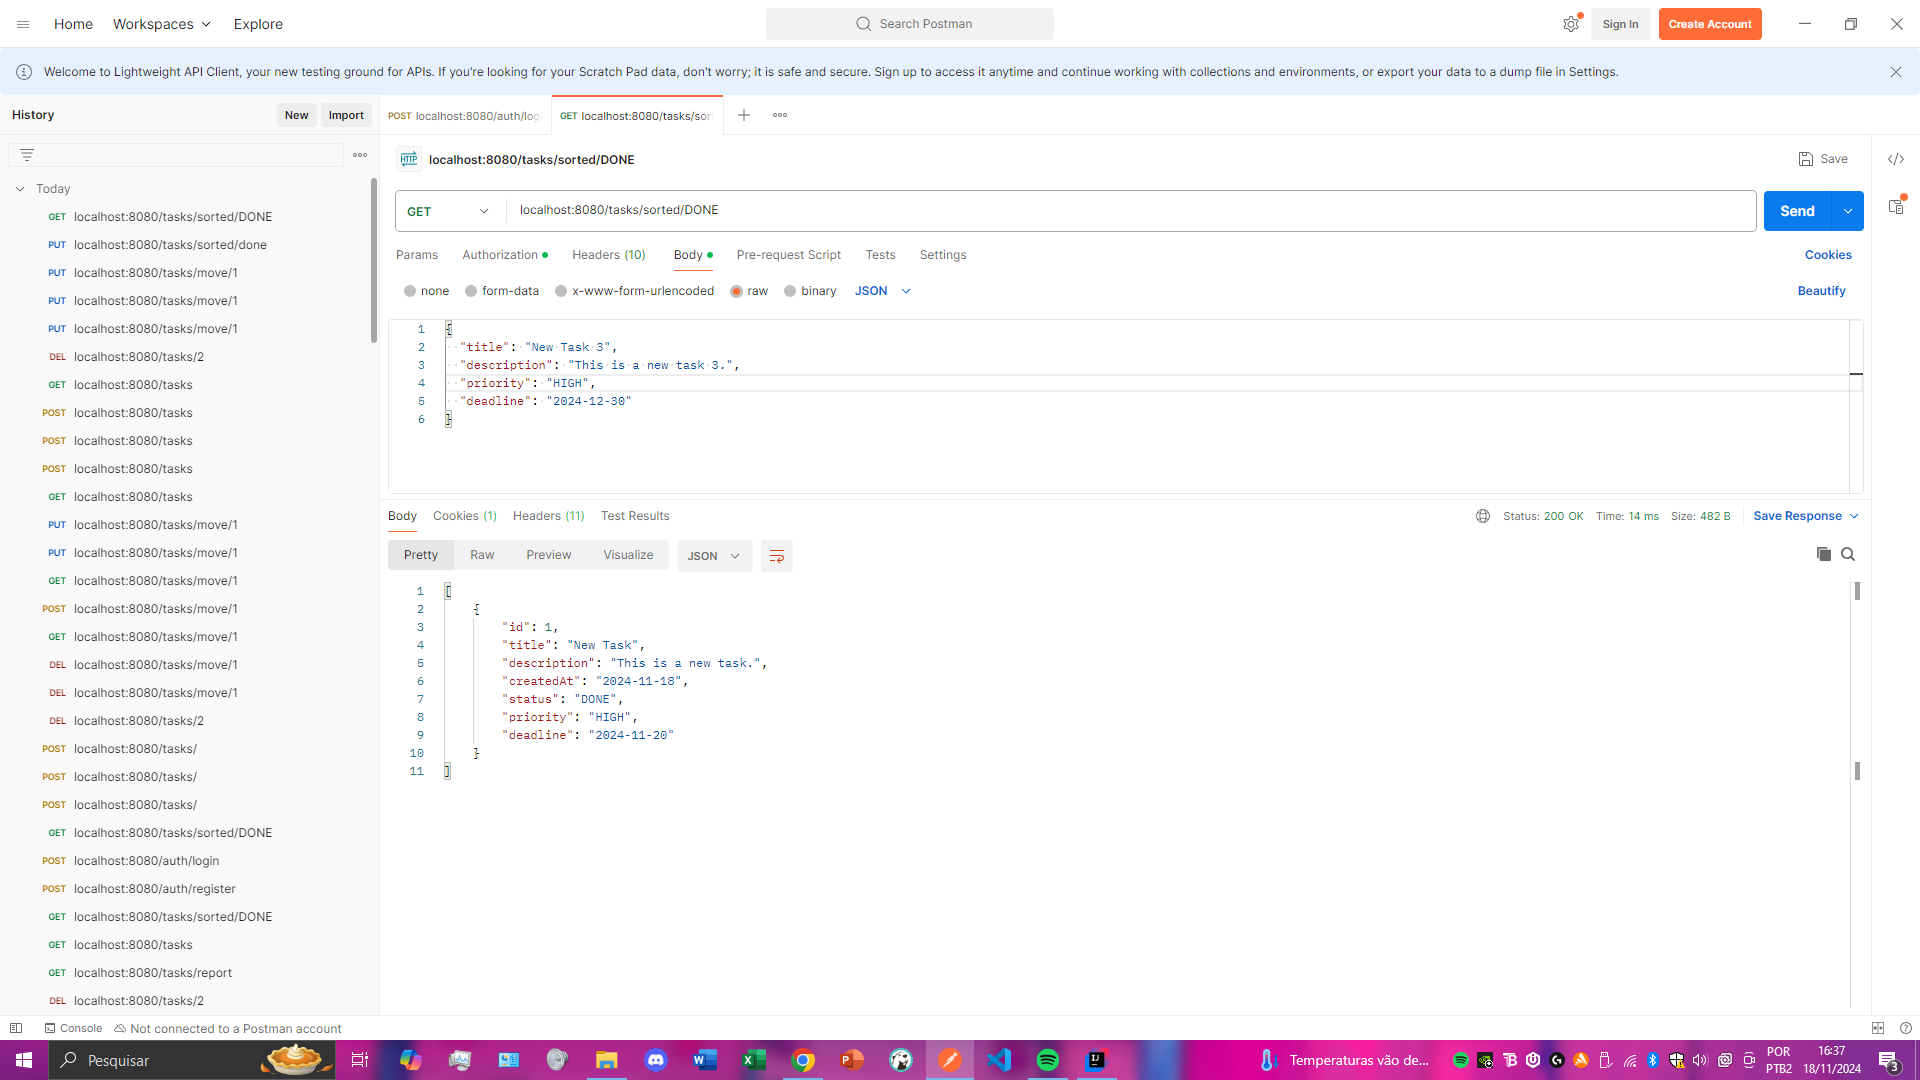 Home Workspaces Explore
Search Postman
Sign In Create Account
Welcome to Lightweight API Client, your new testing ground for APIs. If you're looking for your Scratch Pad data, don't worry; it is safe and secure. Sign up to access it anytime and continue working with collections and environments, or export your data to a dump file in Settings.
History New Import
Today
GET localhost:8080/tasks/sorted/DONE
PUT localhost:8080/tasks/sorted/done
PUT localhost:8080/tasks/move/1
PUT localhost:8080/tasks/move/1
PUT localhost:8080/tasks/move/1
DEL localhost:8080/tasks/2
GET localhost:8080/tasks
POST localhost:8080/tasks
POST localhost:8080/tasks
POST localhost:8080/tasks
GET localhost:8080/tasks
PUT localhost:8080/tasks/move/1
PUT localhost:8080/tasks/move/1
GET localhost:8080/tasks/move/1
POST localhost:8080/tasks/move/1
GET localhost:8080/tasks/move/1
DEL localhost:8080/tasks/move/1
DEL localhost:8080/tasks/move/1
DEL localhost:8080/tasks/2
POST localhost:8080/tasks/
POST localhost:8080/tasks/
POST localhost:8080/tasks/
GET localhost:8080/tasks/sorted/DONE
POST localhost:8080/auth/login
POST localhost:8080/auth/register
GET localhost:8080/tasks/sorted/DONE
GET localhost:8080/tasks
GET localhost:8080/tasks/report
DEL localhost:8080/tasks/2
POST localhost:8080/auth/log GET localhost:8080/tasks/sor
HTTP localhost:8080/tasks/sorted/DONE Save
GET localhost:8080/tasks/sorted/DONE Send
Params Authorization Headers (10) Body Pre-request Script Tests Settings Cookies
none form-data x-www-form-urlencoded raw binary JSON Beautify
1 {
2 "title": "New Task 3",
3 "description": "This is a new task 3.",
4 "priority": "HIGH",
5 "deadline": "2024-12-30"
6 }
Body Cookies (1) Headers (11) Test Results Status: 200 OK Time: 14 ms Size: 482 B Save Response
Pretty Raw Preview Visualize JSON
1 [
2 {
3 "id": 1,
4 "title": "New Task",
5 "description": "This is a new task.",
6 "createdAt": "2024-11-18",
7 "status": "DONE",
8 "priority": "HIGH",
9 "deadline": "2024-11-20"
10 }
11 ]
Console Not connected to a Postman account
Pesquisar
Temperaturas vão de...
POR
PTB2
16:37
18/11/2024
3